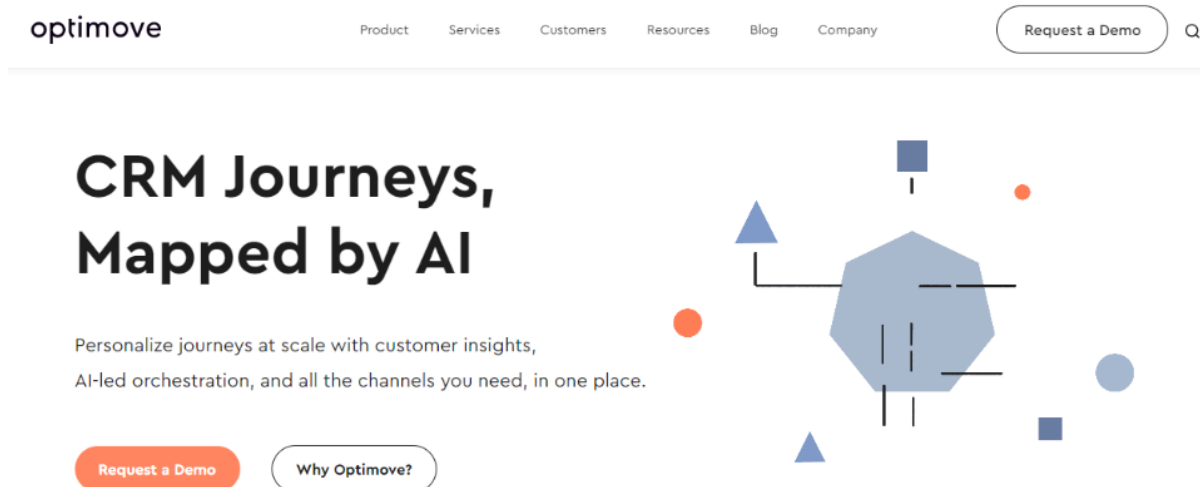 optimove
Product Services Customers Resources Blog Company
Request a Demo
CRM Journeys,
Mapped by AI
Personalize journeys at scale with customer insights,
AI-led orchestration, and all the channels you need, in one place.
Request a Demo
Why Optimove?